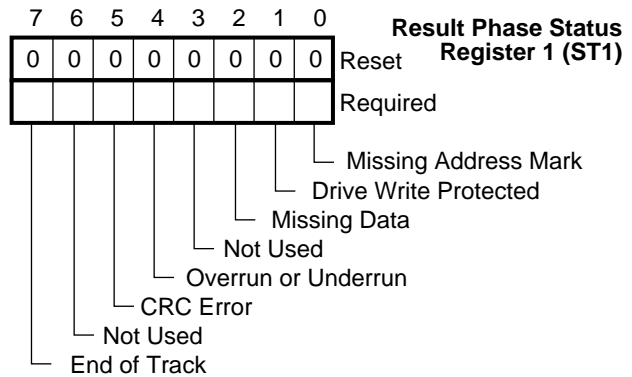 7 6 5 4 3 2 1 0
Result Phase Status
Register 1 (ST1)
0 0 0 0 0 0 0 0 Reset
Required
Missing Address Mark
Drive Write Protected
Missing Data
Not Used
Overrun or Underrun
CRC Error
Not Used
End of Track